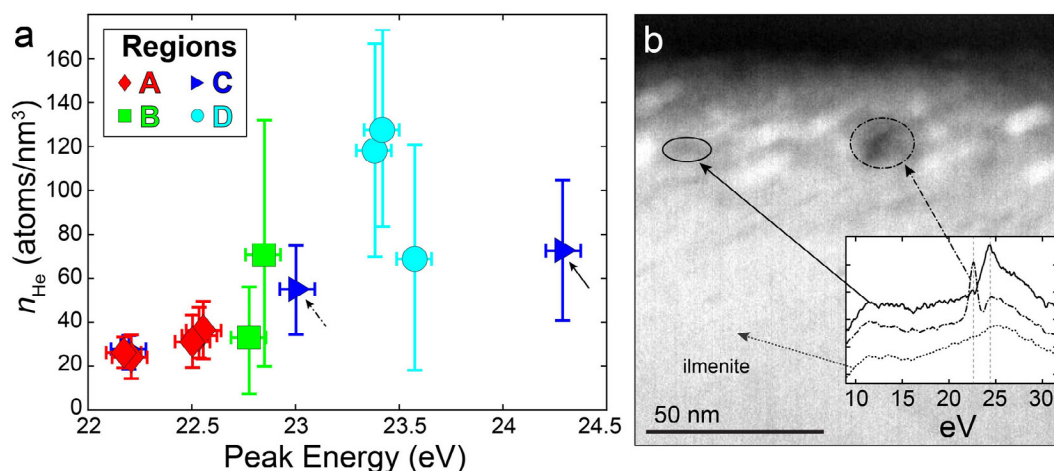 a
Regions
A C
B D
160
140
120
100
80
60
40
20
0
n_He (atoms/nm³)
22 22.5 23 23.5 24 24.5
Peak Energy (eV)
b
ilmenite
50 nm
10 15 20 25 30
eV